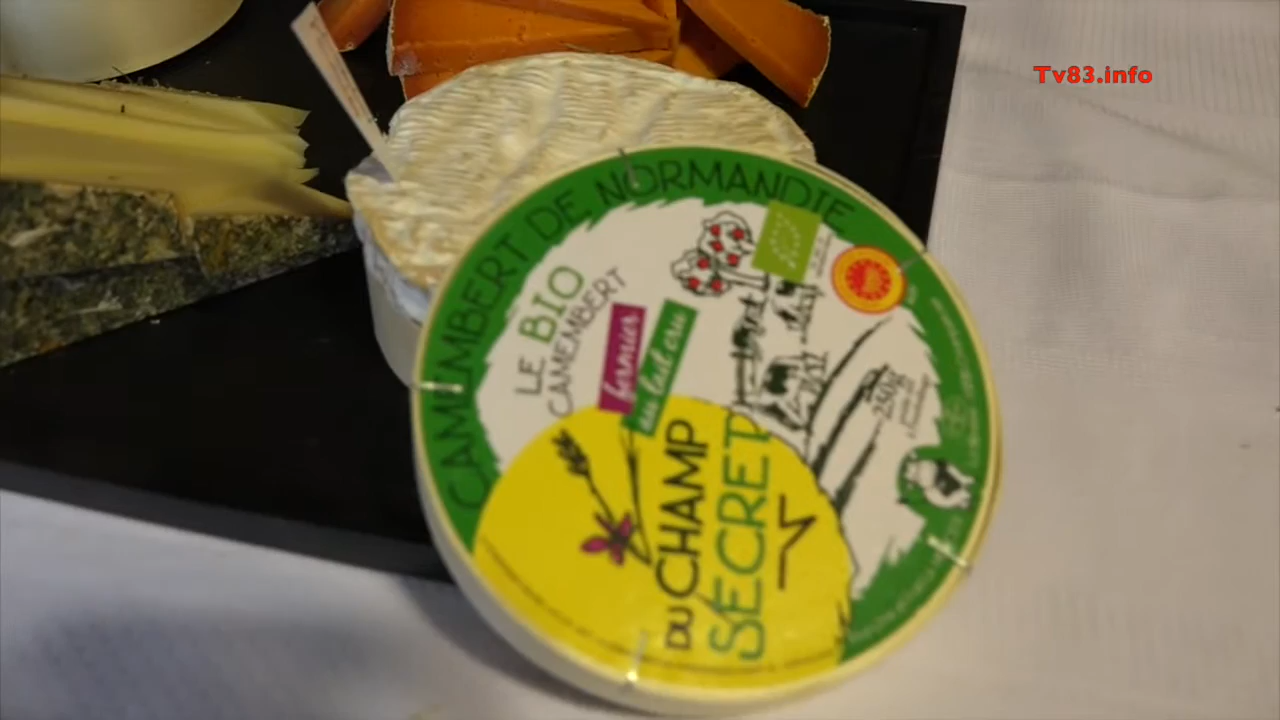 Tv83.info
CAMEMBERT DE NORMANDIE
LE BIO
CAMEMBERT
fermier
au lait cru
250g
DU CHAMP
SECRET